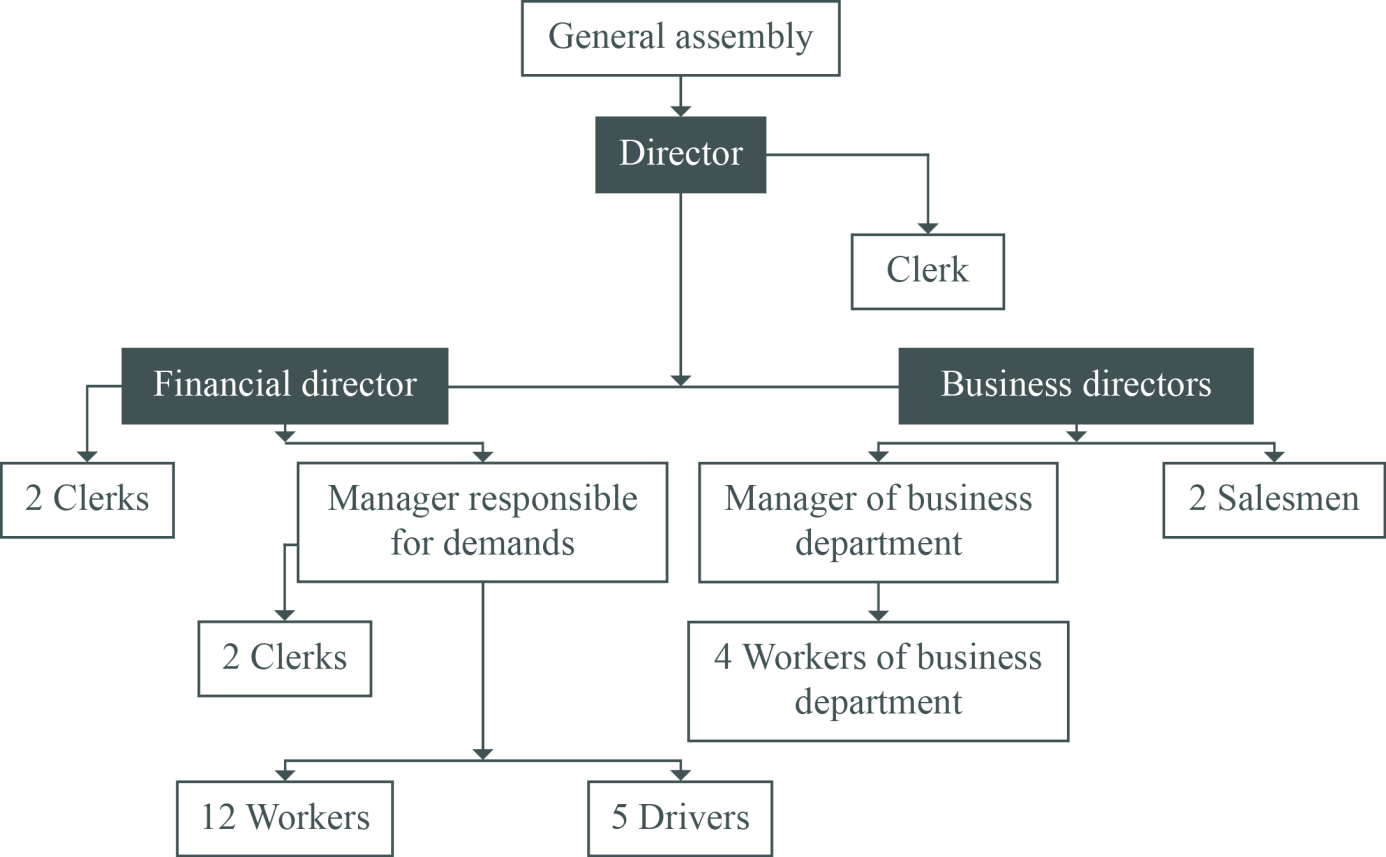 General assembly
Director
Clerk
Financial director
Business directors
2 Clerks
Manager responsible
for demands
Manager of business
department
2 Salesmen
2 Clerks
4 Workers of business
department
12 Workers
5 Drivers